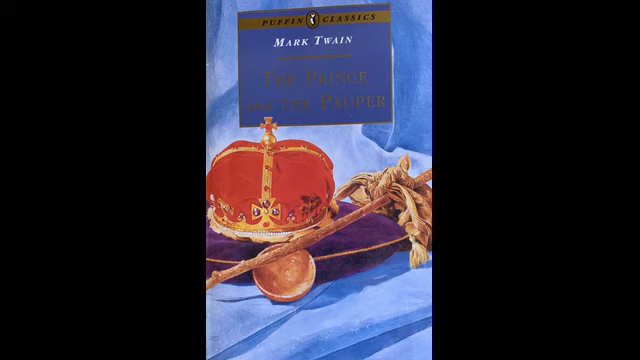 PUFFIN CLASSICS
MARK TWAIN
THE PRINCE
AND THE PAUPER